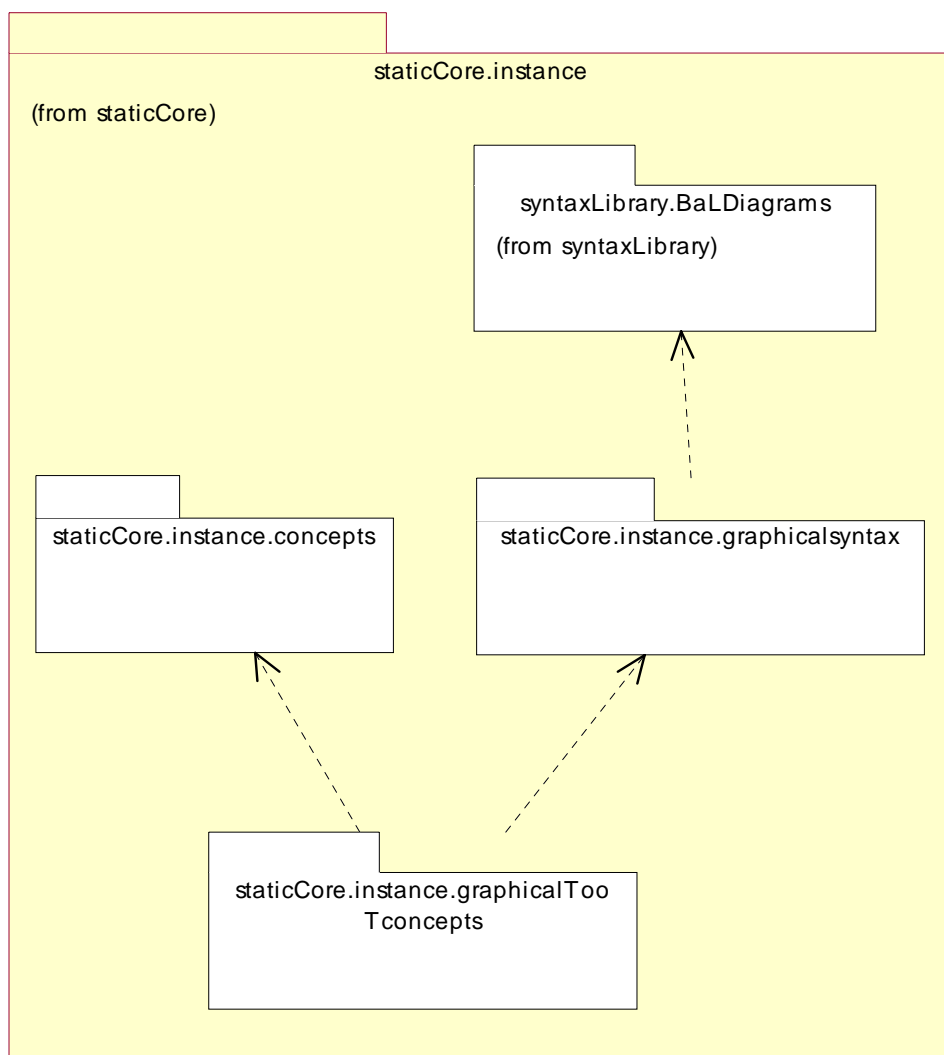 staticCore.instance
(from staticCore)
syntaxLibrary.BaLDiagrams
(from syntaxLibrary)
staticCore.instance.concepts
staticCore.instance.graphicalsyntax
staticCore.instance.graphicalToo
Tconcepts